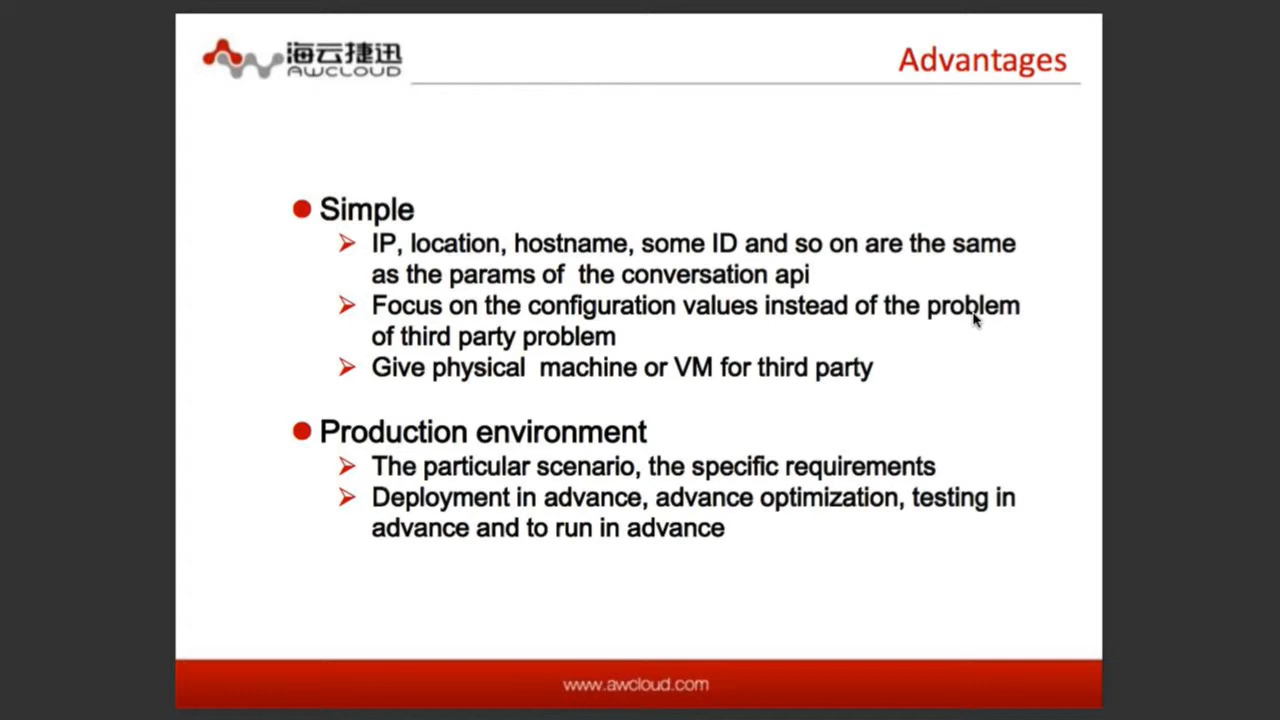 海云捷迅
AWCLOUD
Advantages
Simple
IP, location, hostname, some ID and so on are the same
as the params of the conversation api
Focus on the configuration values instead of the problem
of third party problem
Give physical machine or VM for third party
Production environment
The particular scenario, the specific requirements
Deployment in advance, advance optimization, testing in
advance and to run in advance
www.awcloud.com